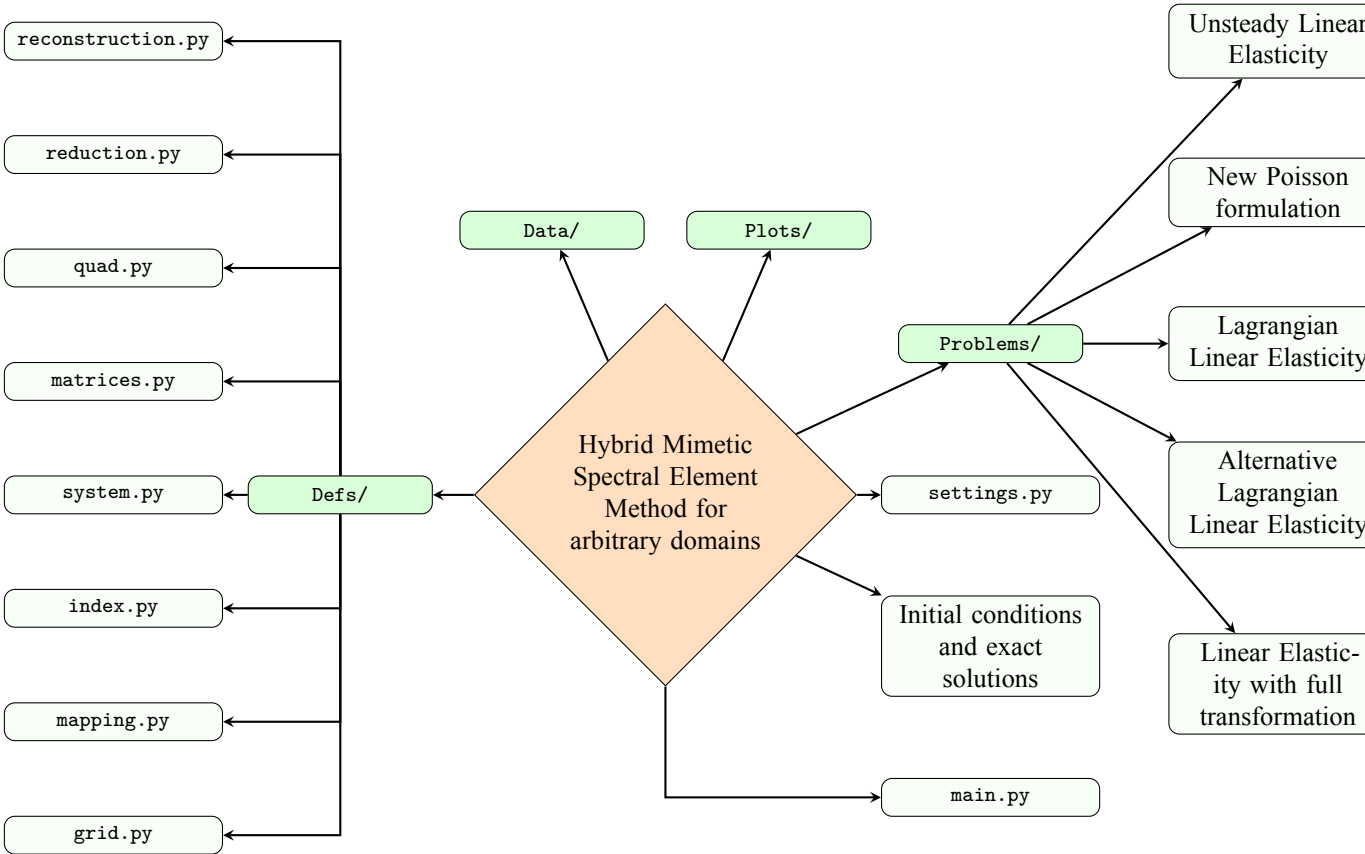 reconstruction.py
reduction.py
quad.py
matrices.py
system.py
index.py
mapping.py
grid.py
Defs/
Data/
Plots/
Hybrid Mimetic
Spectral Element
Method for
arbitrary domains
Problems/
settings.py
Initial conditions
and exact
solutions
main.py
Unsteady Linear
Elasticity
New Poisson
formulation
Lagrangian
Linear Elasticity
Alternative
Lagrangian
Linear Elasticity
Linear Elastic-
ity with full
transformation